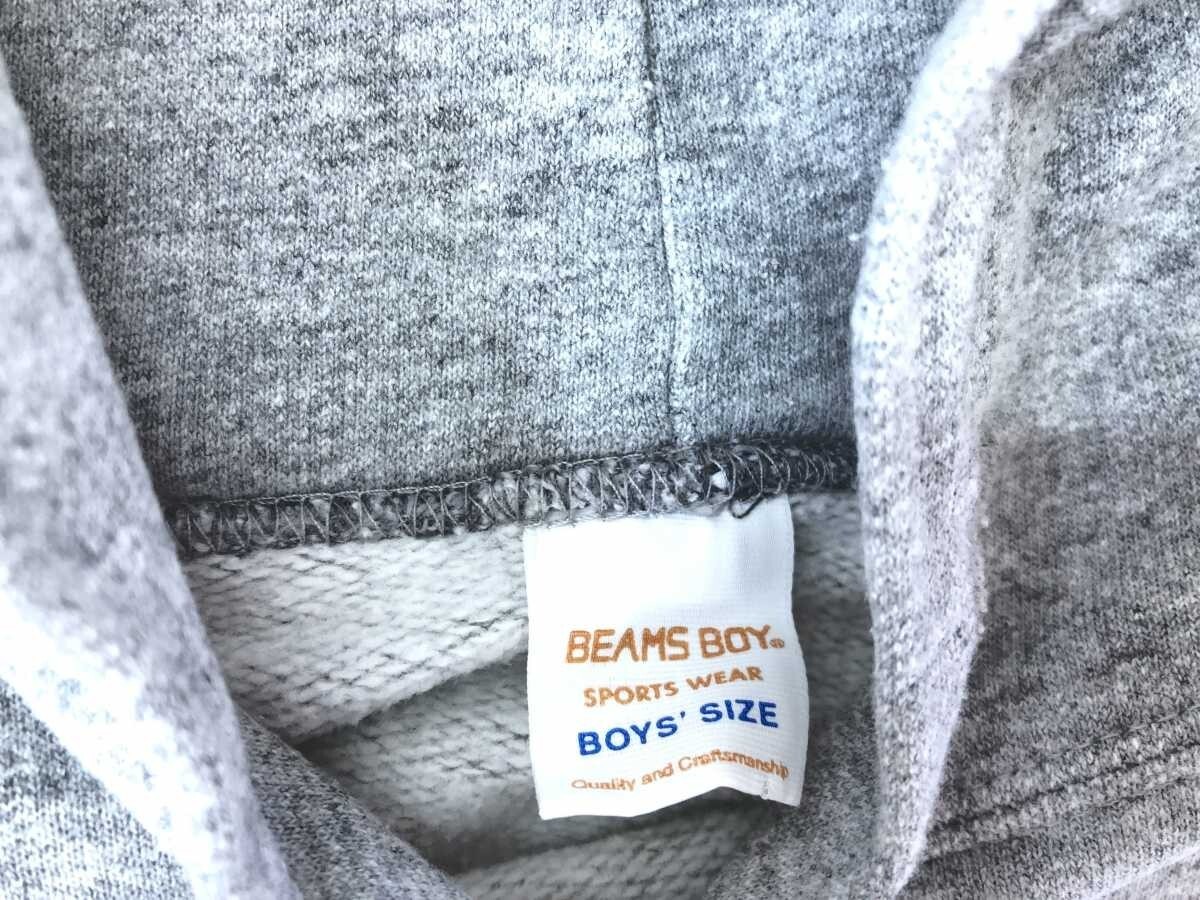 BEAMS BOY®
SPORTS WEAR
BOYS' SIZE
Quality and Craftsmanship